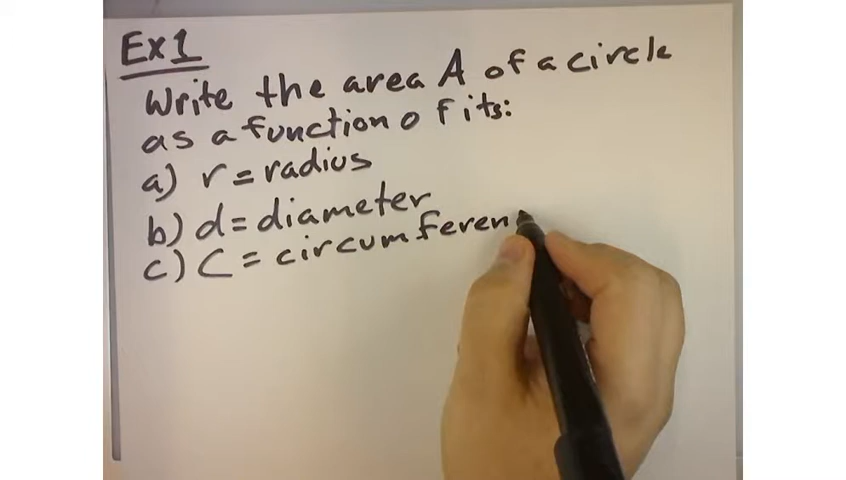 Ex1
Write the area A of a circle
as a function of its:
a) r = radius
b) d = diameter
c) C = circumferen